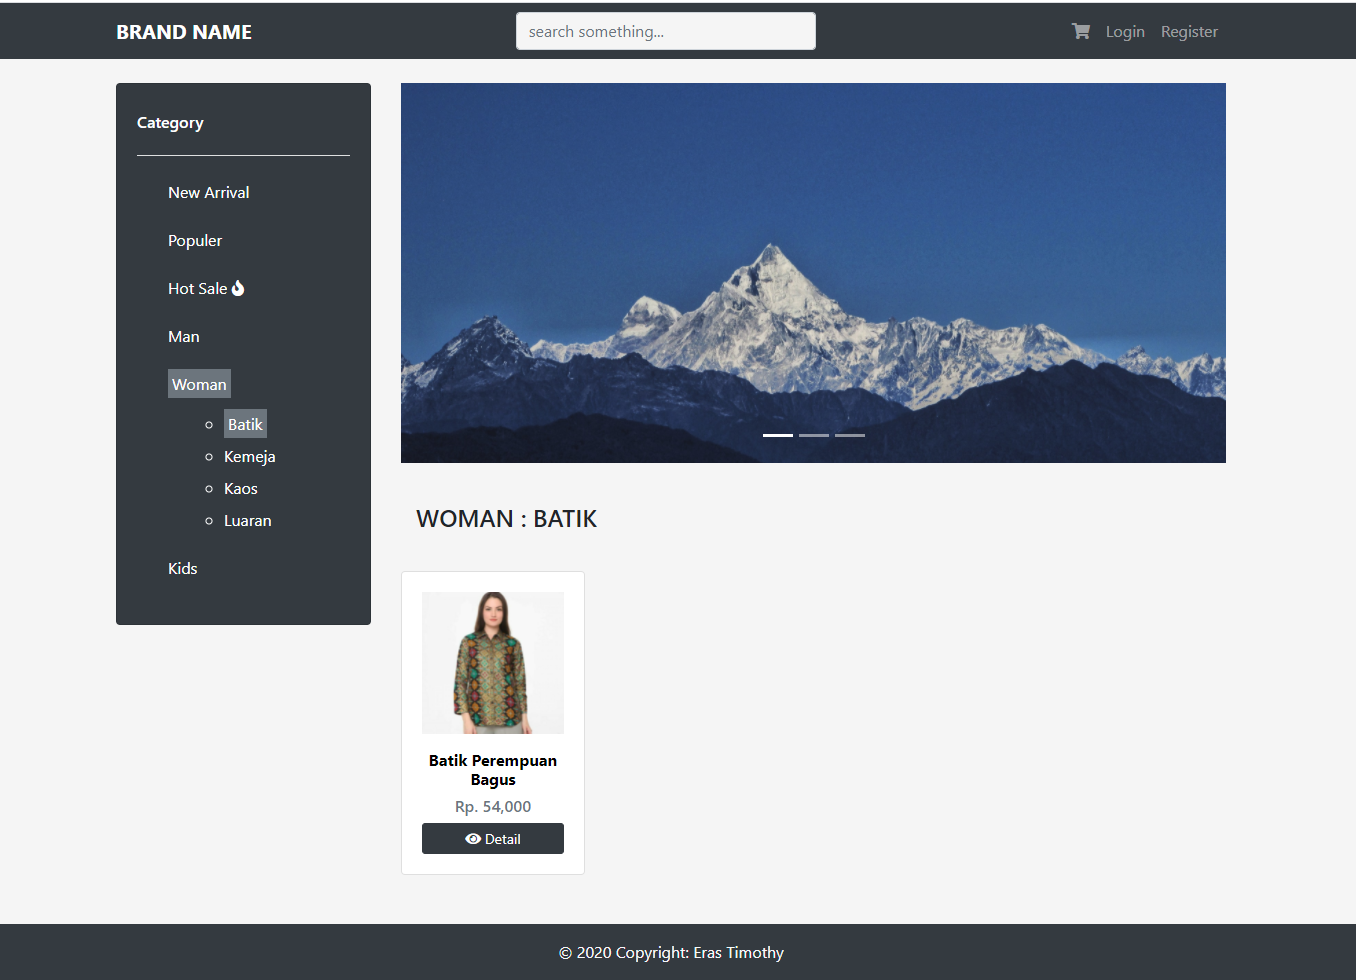 BRAND NAME
search something...
Login
Register
Category
New Arrival
Populer
Hot Sale
Man
Woman
Batik
Kemeja
Kaos
Luaran
Kids
WOMAN : BATIK
Batik Perempuan
Bagus
Rp. 54,000
Detail
© 2020 Copyright: Eras Timothy